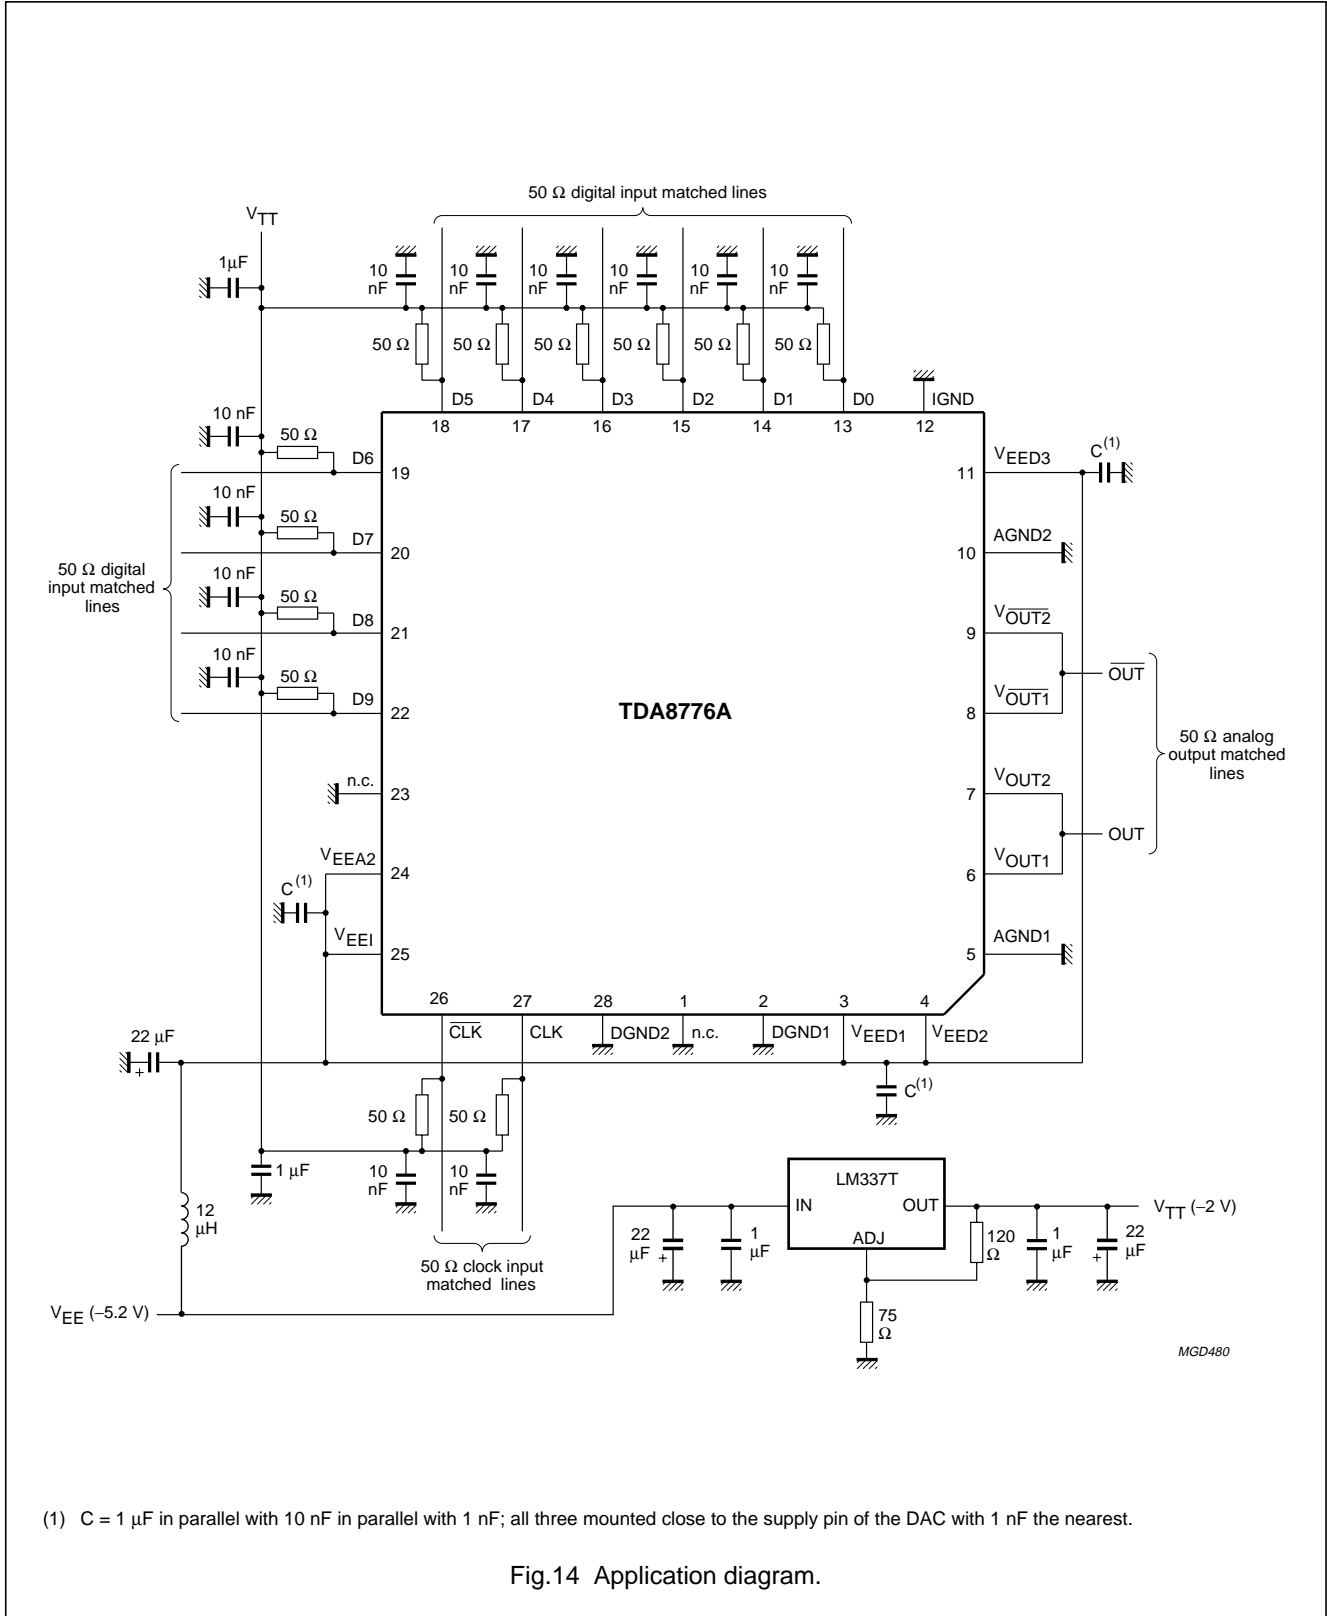 50 Ω digital input matched lines
VTT
1μF
10 nF
10 nF
10 nF
10 nF
10 nF
10 nF
50 Ω
50 Ω
50 Ω
50 Ω
50 Ω
50 Ω
D5
D4
D3
D2
D1
D0
IGND
18
17
16
15
14
13
12
10 nF
50 Ω
D6
19
10 nF
50 Ω
D7
20
10 nF
50 Ω
D8
21
10 nF
50 Ω
D9
22
50 Ω digital
input matched
lines
n.c.
23
VEEA2
24
C(1)
VEEI
25
TDA8776A
11
VEED3
C(1)
10
AGND2
9
VOUT2
8
VOUT1
OUT
7
VOUT2
6
VOUT1
OUT
50 Ω analog
output matched
lines
5
AGND1
26
27
28
1
2
3
4
CLK
CLK
DGND2
n.c.
DGND1
VEED1
VEED2
22 μF
+
C(1)
50 Ω
50 Ω
1 μF
10 nF
10 nF
12
μH
50 Ω clock input
matched lines
VEE (−5.2 V)
22
μF
+
1
μF
LM337T
IN
OUT
ADJ
120
Ω
1
μF
22
μF
+
VTT (−2 V)
75
Ω
MGD480
(1) C = 1 μF in parallel with 10 nF in parallel with 1 nF; all three mounted close to the supply pin of the DAC with 1 nF the nearest.
Fig.14 Application diagram.